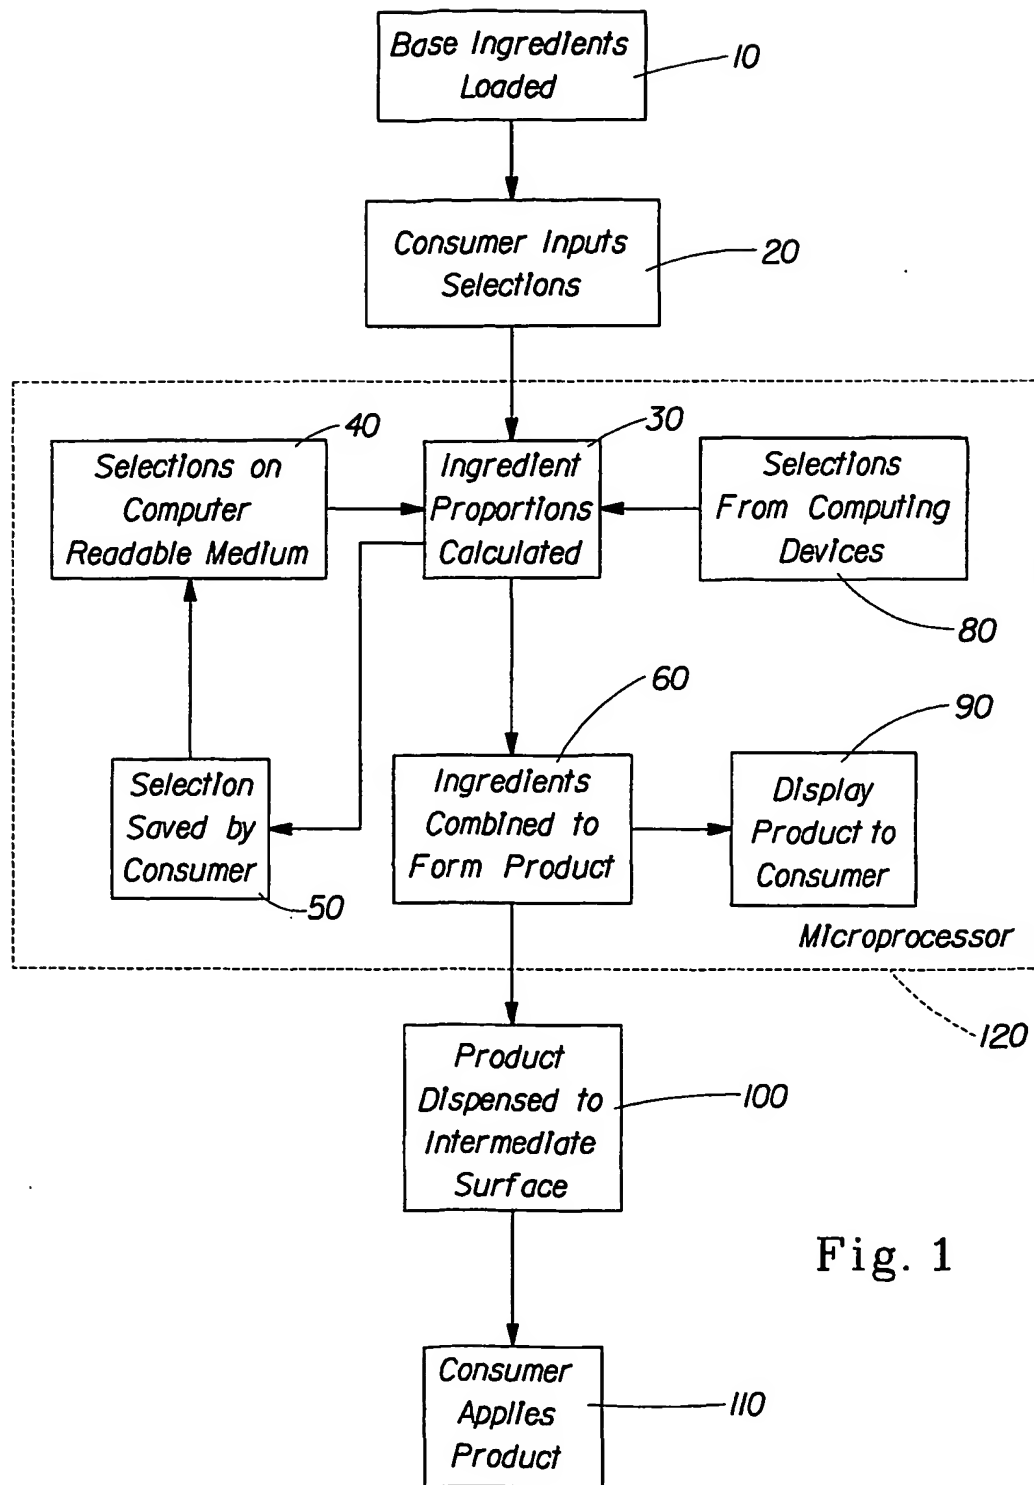 Base Ingredients
Loaded
10
Consumer Inputs
Selections
20
40
30
Selections on
Computer
Readable Medium
Ingredient
Proportions
Calculated
Selections
From Computing
Devices
80
60
90
Selection
Saved by
Consumer
50
Ingredients
Combined to
Form Product
Display
Product to
Consumer
Microprocessor
120
Product
Dispensed to
Intermediate
Surface
100
Fig. 1
Consumer
Applies
Product
110